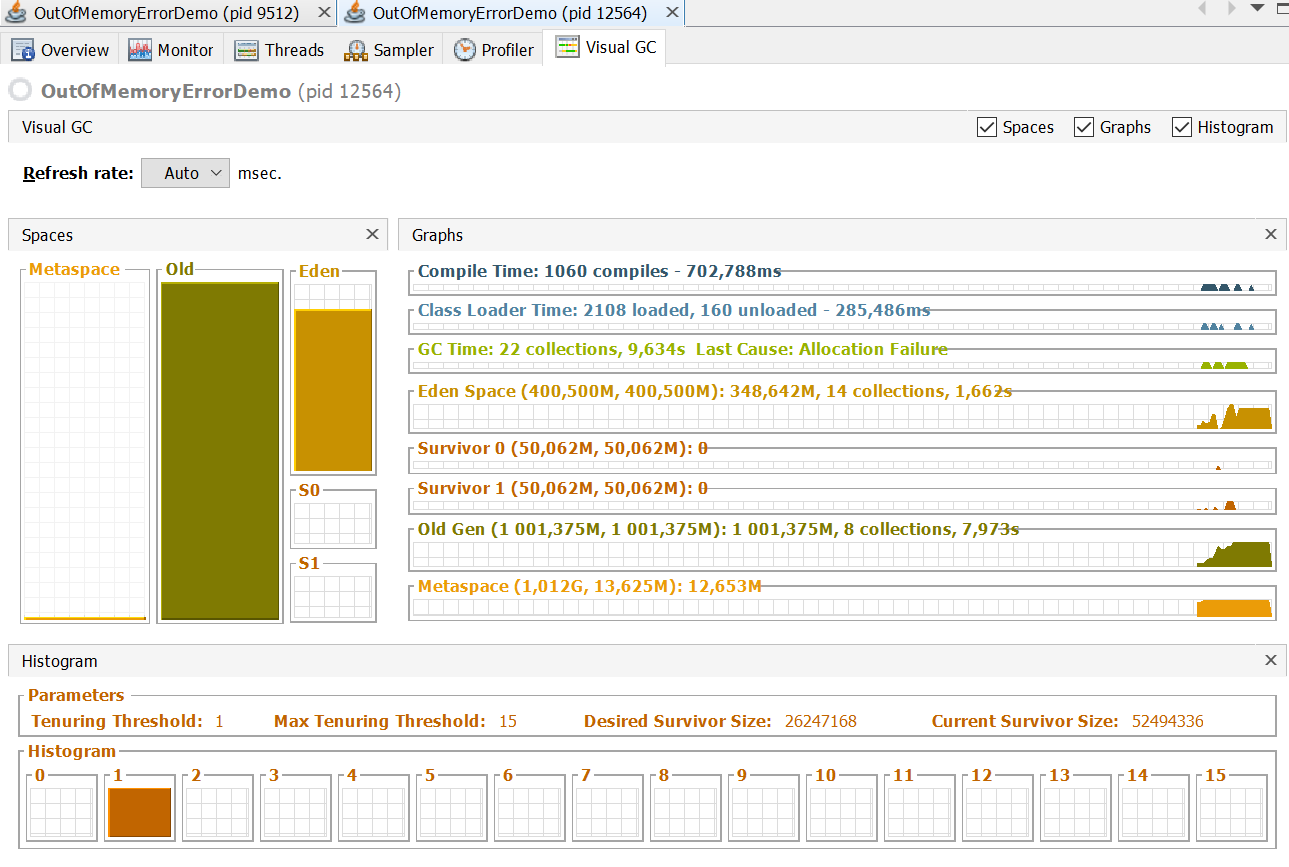 OutOfMemoryErrorDemo (pid 9512) OutOfMemoryErrorDemo (pid 12564)
Overview Monitor Threads Sampler Profiler Visual GC
OutOfMemoryErrorDemo (pid 12564)
Visual GC Spaces Graphs Histogram
Refresh rate: Auto msec.
Spaces
Metaspace Old Eden
S0
S1
Graphs
Compile Time: 1060 compiles - 702,788ms
Class Loader Time: 2108 loaded, 160 unloaded - 285,486ms
GC Time: 22 collections, 9,634s Last Cause: Allocation Failure
Eden Space (400,500M, 400,500M): 348,642M, 14 collections, 1,662s
Survivor 0 (50,062M, 50,062M): 0
Survivor 1 (50,062M, 50,062M): 0
Old Gen (1 001,375M, 1 001,375M): 1 001,375M, 8 collections, 7,973s
Metaspace (1,012G, 13,625M): 12,653M
Histogram
Parameters
Tenuring Threshold: 1 Max Tenuring Threshold: 15 Desired Survivor Size: 26247168 Current Survivor Size: 52494336
Histogram
0 1 2 3 4 5 6 7 8 9 10 11 12 13 14 15